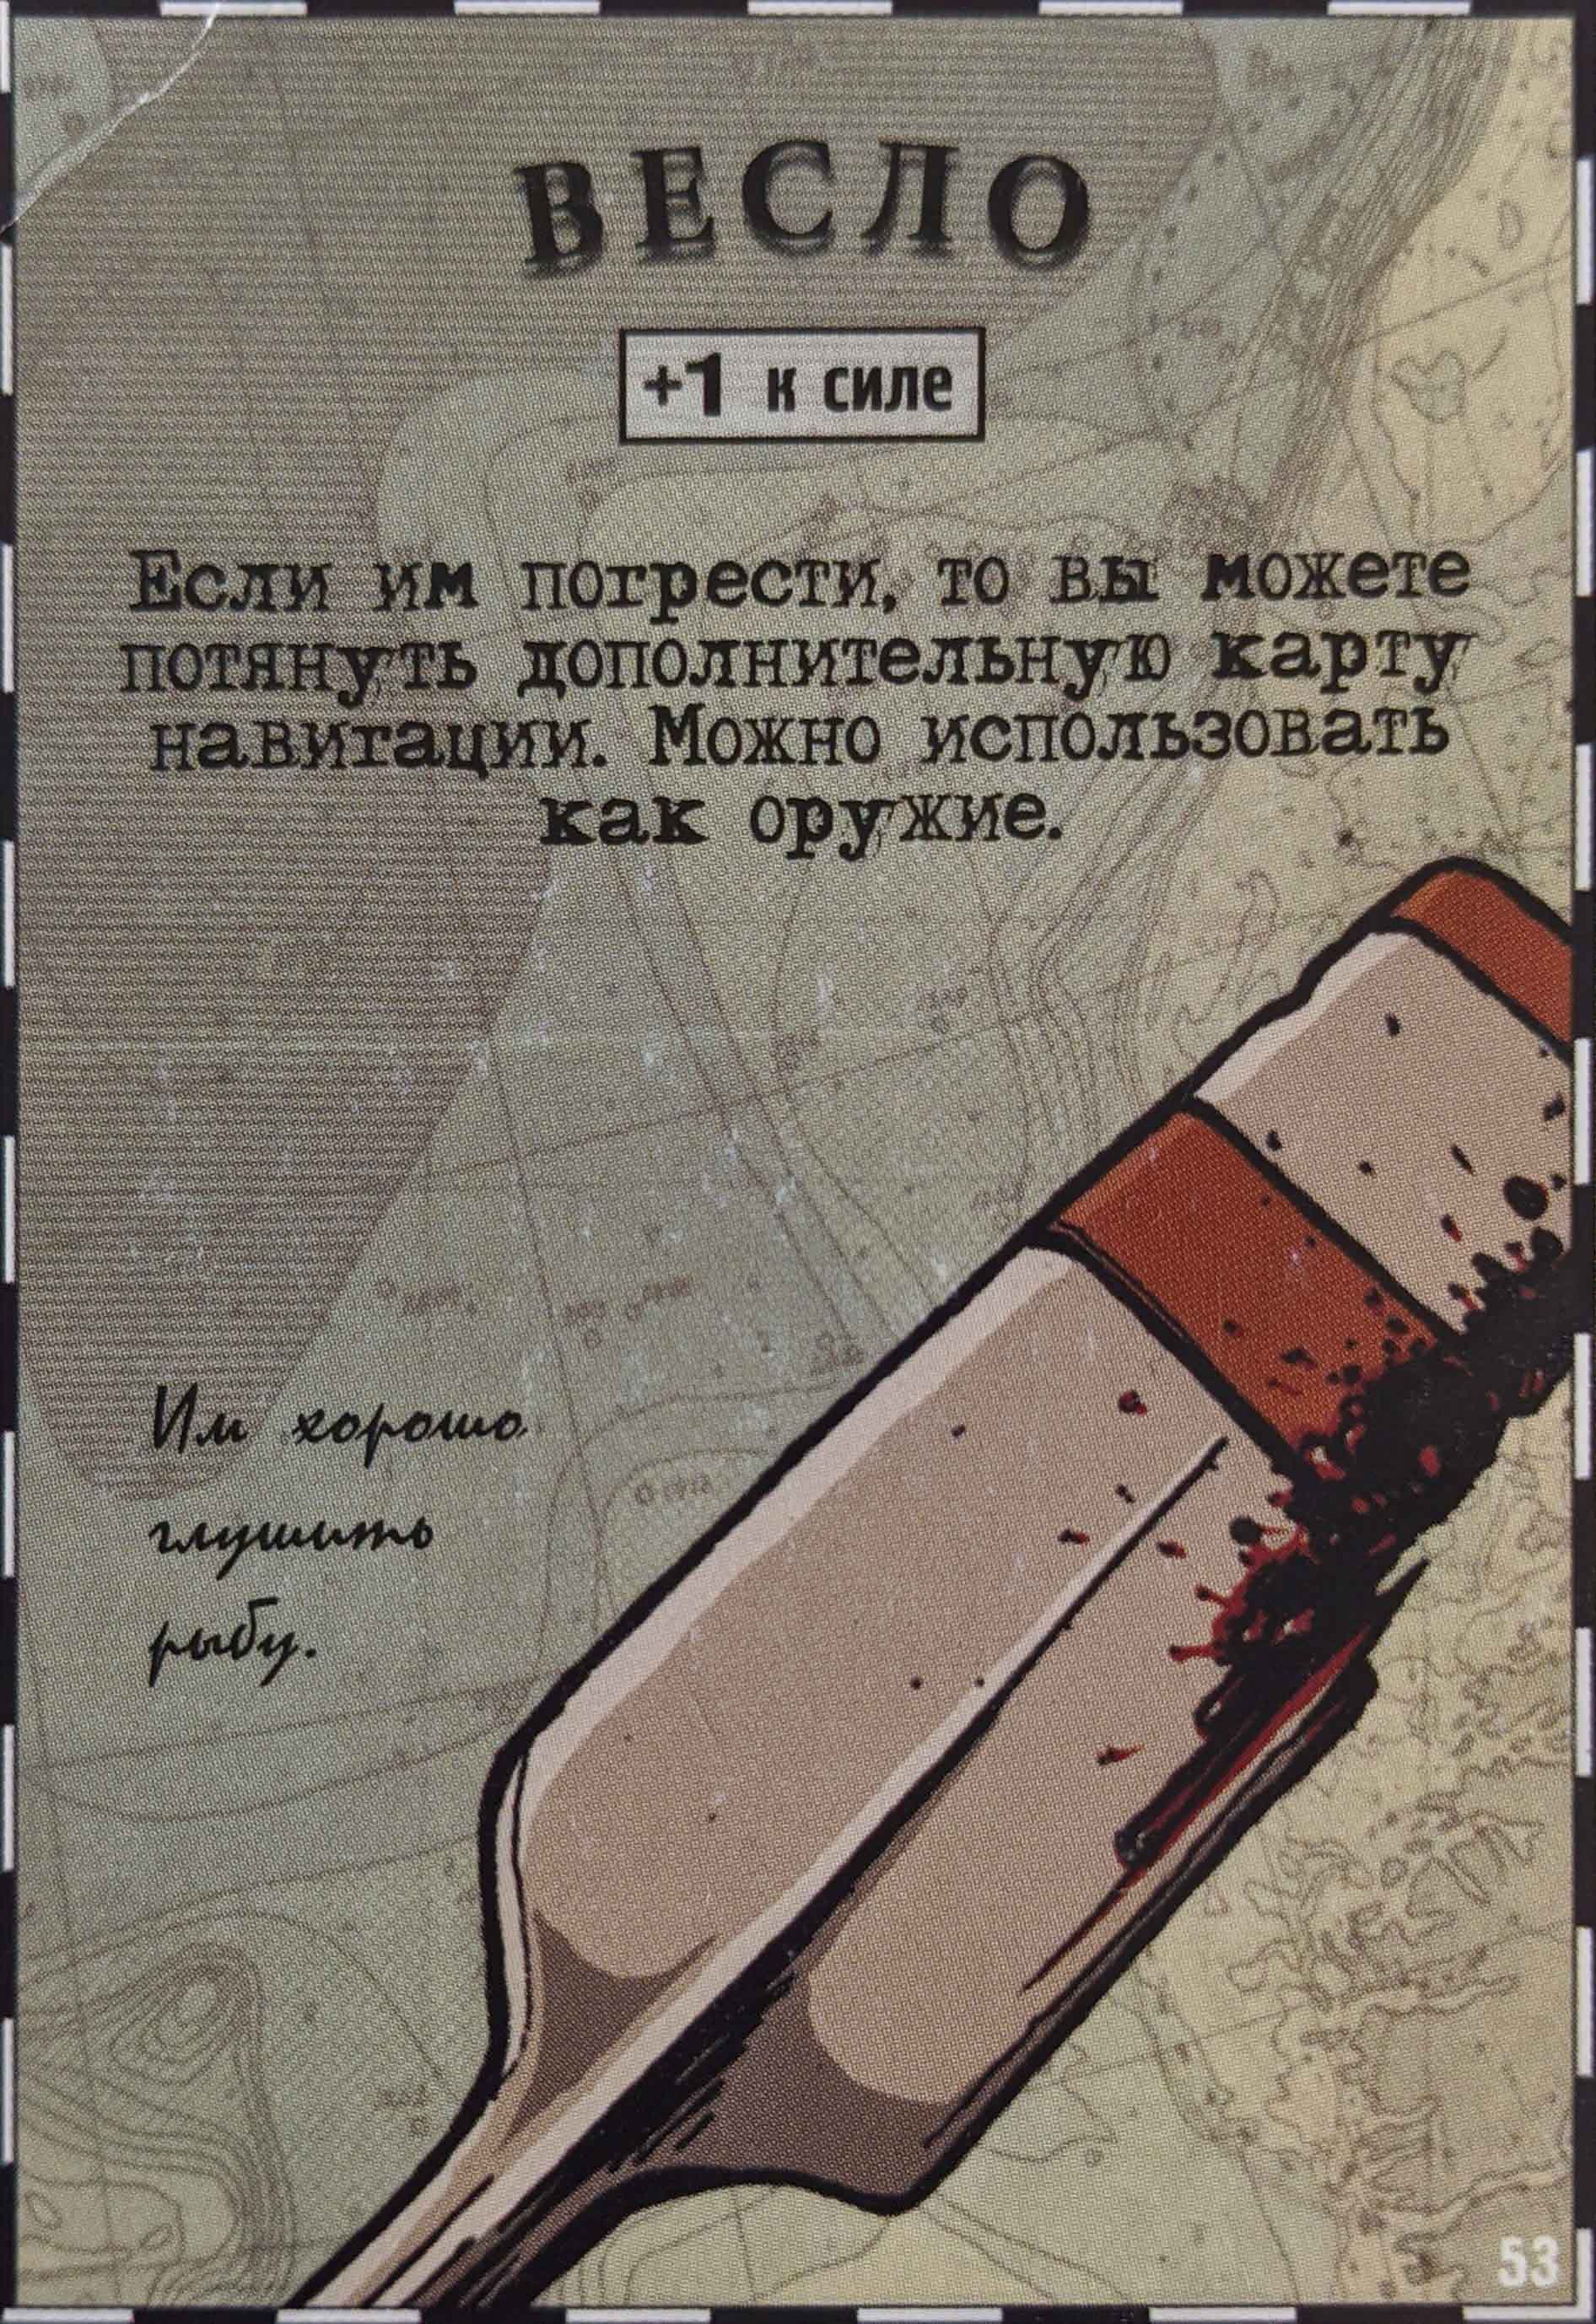 ВЕСЛО
+1 к силе
Если им погрести, то вы можете
потянуть дополнительную карту
навигации. Можно использовать
как оружие.
Им хорошо
глушить
рыбу.
53